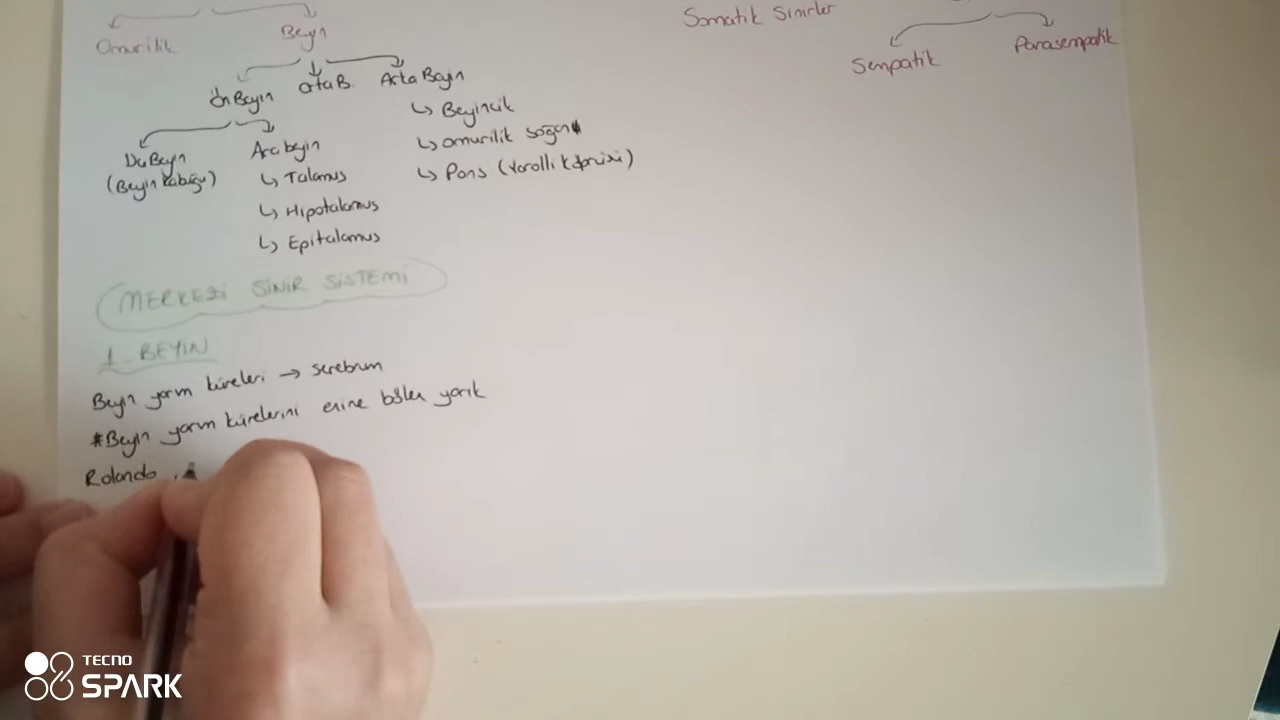 Somatik Sinirler
Omurilik Beyin
Sempatik Parasempatik
Ön Beyin Orta B. Arka Beyin
↳ Beyincik
↳ omurilik soğan
↳ Pons (Varolli köprüsü)
Uç Beyin
(Beyin kabuğu)
Ara beyin
↳ Talamus
↳ Hipotalamus
↳ Epitalamus
MERKEZİ SİNİR SİSTEMİ
1. BEYİN
Beyin yarım küreleri → serebrum
*Beyin yarım kürelerini enine bölen yarık
Rolando
TECNO
SPARK